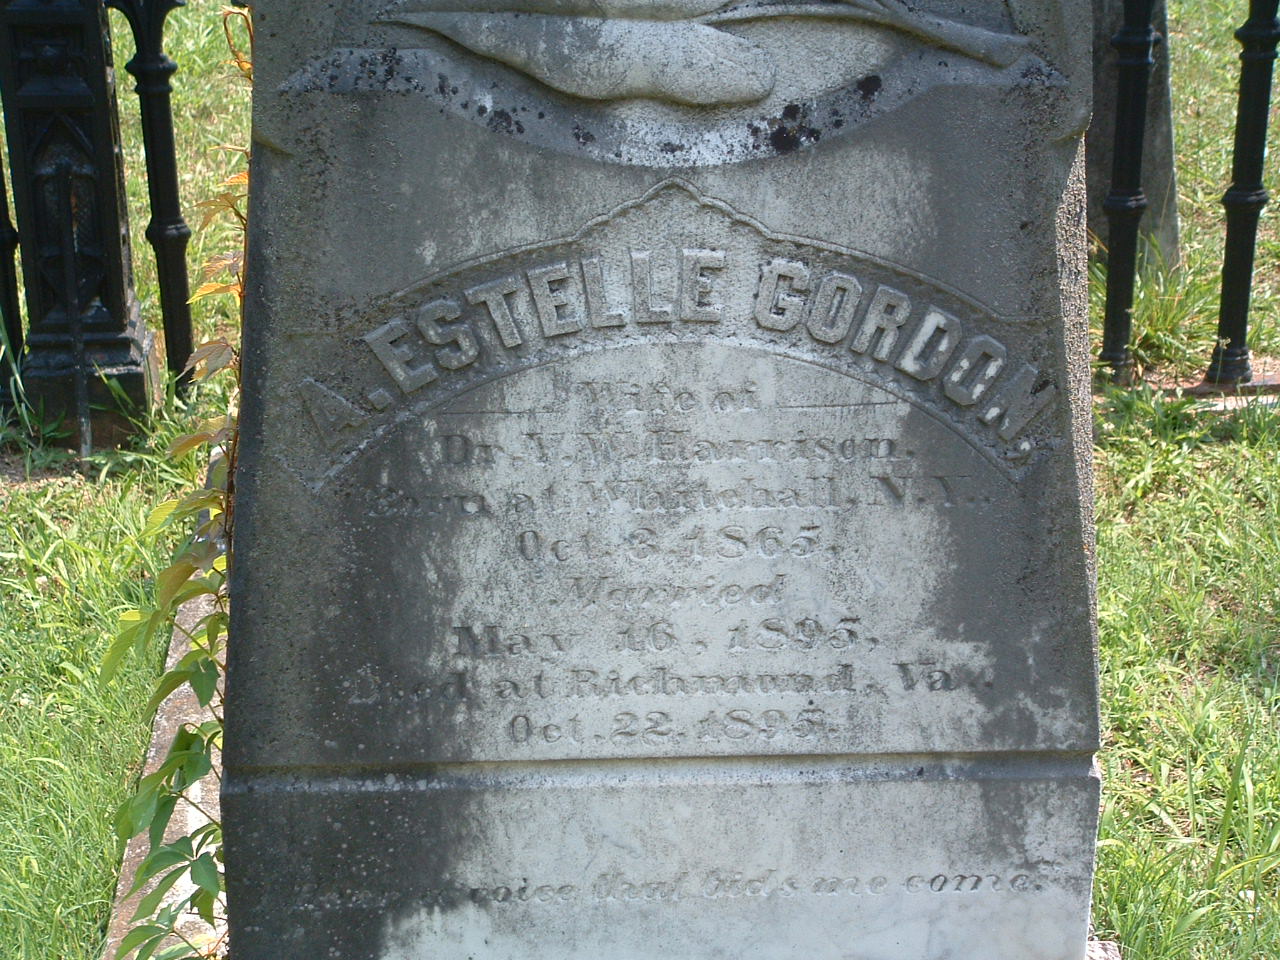 A. ESTELLE GORDON,
Wife of
Dr. V. W. Harrison.
Born at Whitehall, N. Y.,
Oct. 3, 1865.
Married
May 16, 1895,
Died at Richmond, Va.
Oct. 22, 1895.
voice that bids me come.